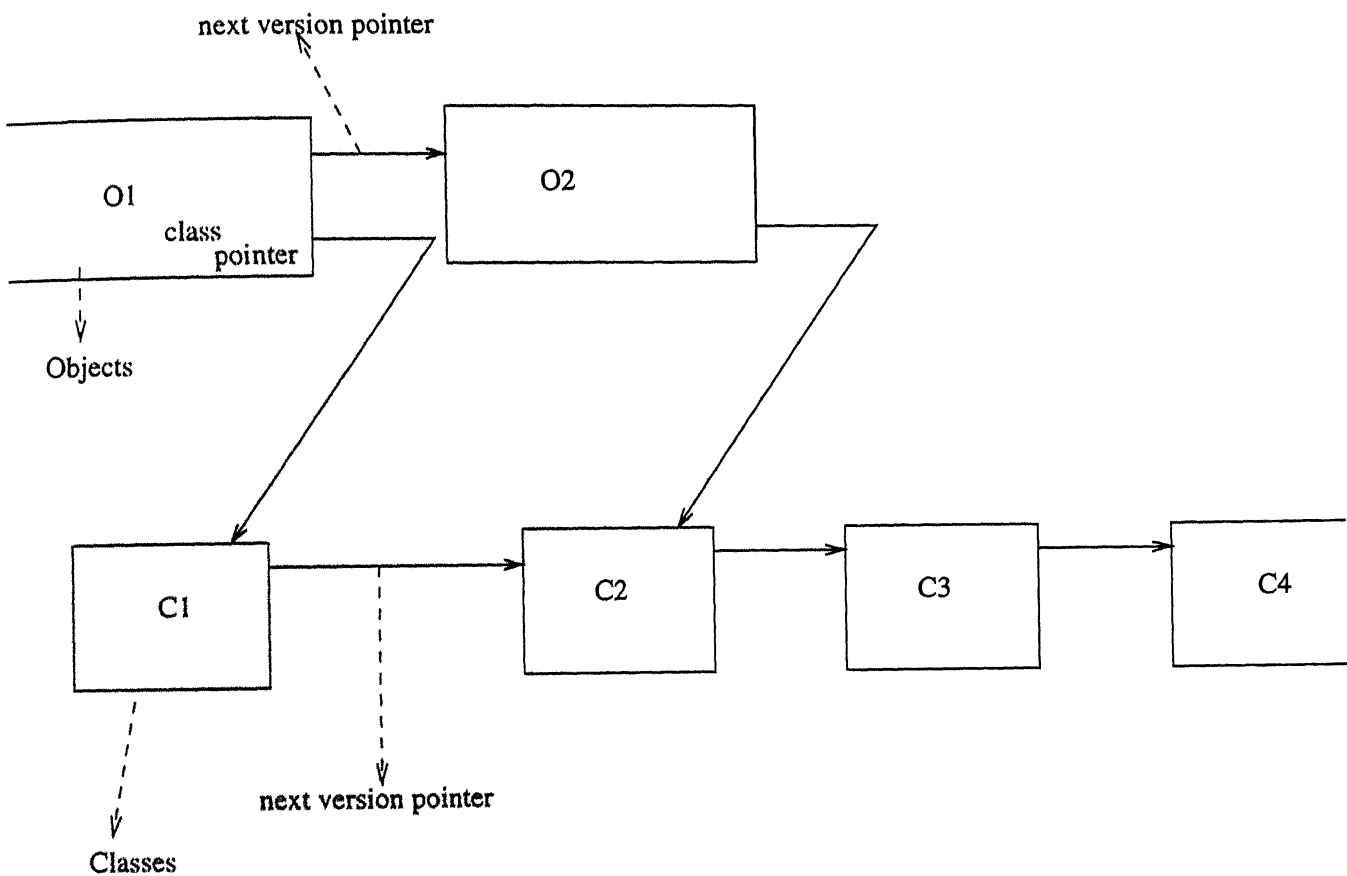 next version pointer
O1
class
pointer
O2
Objects
C1
C2
C3
C4
next version pointer
Classes